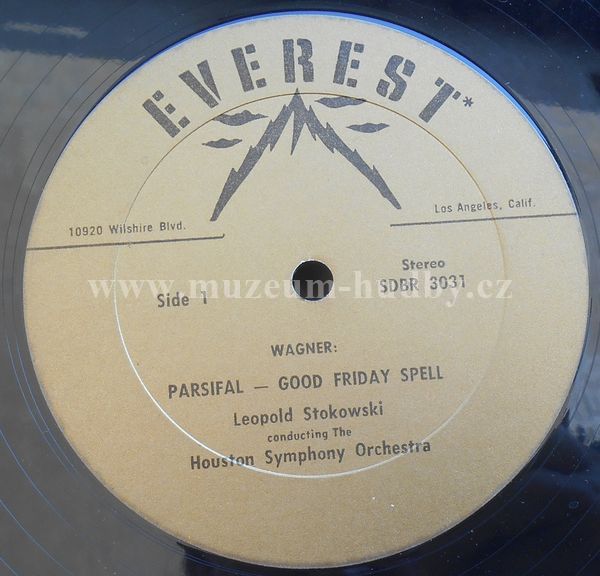 EVEREST*
10920 Wilshire Blvd.
Los Angeles, Calif.
Side 1
Stereo
SDBR 3031
www.muzeum-hudby.cz
WAGNER:
PARSIFAL — GOOD FRIDAY SPELL
Leopold Stokowski
conducting The
Houston Symphony Orchestra